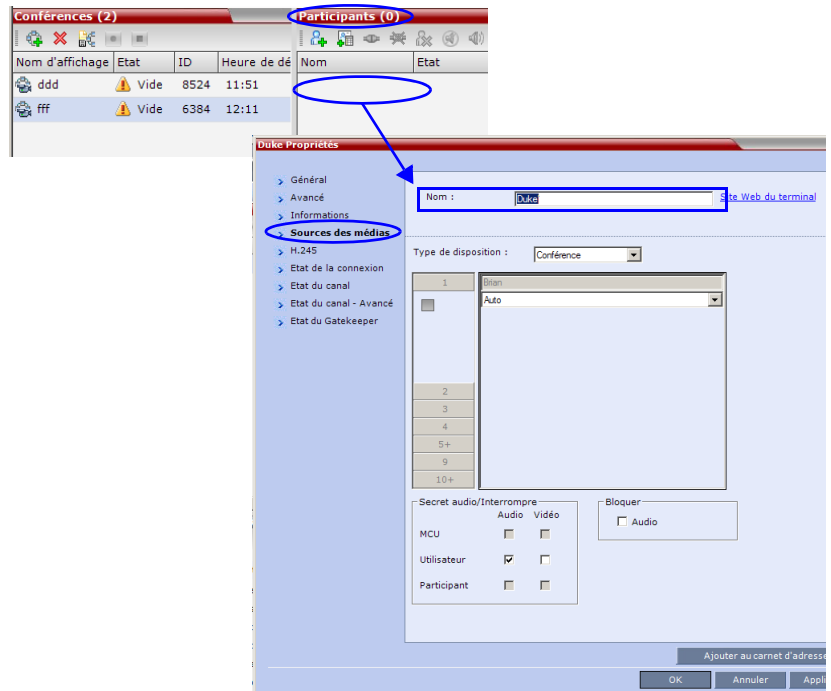 Conférences (2)
Participants (0)
Nom d'affichage Etat ID Heure de dé
Nom Etat
ddd Vide 8524 11:51
fff Vide 6384 12:11
Duke Propriétés
Général
Avancé
Informations
Sources des médias
H.245
Etat de la connexion
Etat du canal
Etat du canal - Avancé
Etat du Gatekeeper
Nom : Duke Site Web du terminal
Type de disposition : Conférence
1 Brian
Auto
2
3
4
5+
9
10+
Secret audio/Interrompre
Audio Vidéo
MCU
Utilisateur
Participant
Bloquer
Audio
Ajouter au carnet d'adresse
OK Annuler Appli